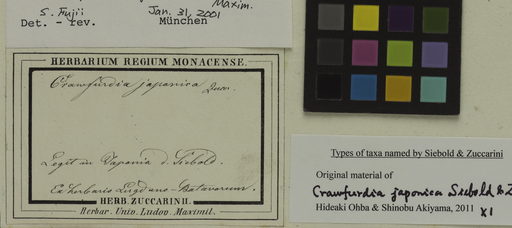 Maxim.
S. Fujii Jan. 31, 2001
Det. - rev. München
HERBARIUM REGIUM MONACENSE.
Crawfurdia japonica Zucc.
Legit in Japonia d. Siebold.
Ex herbario Lugduno-Batavorum.
HERB. ZUCCARINII.
Herbar. Univ. Ludov. Maximil.
Types of taxa named by Siebold & Zuccarini
Original material of
Crawfurdia japonica Siebold & Z
Hideaki Ohba & Shinobu Akiyama, 2011 XI